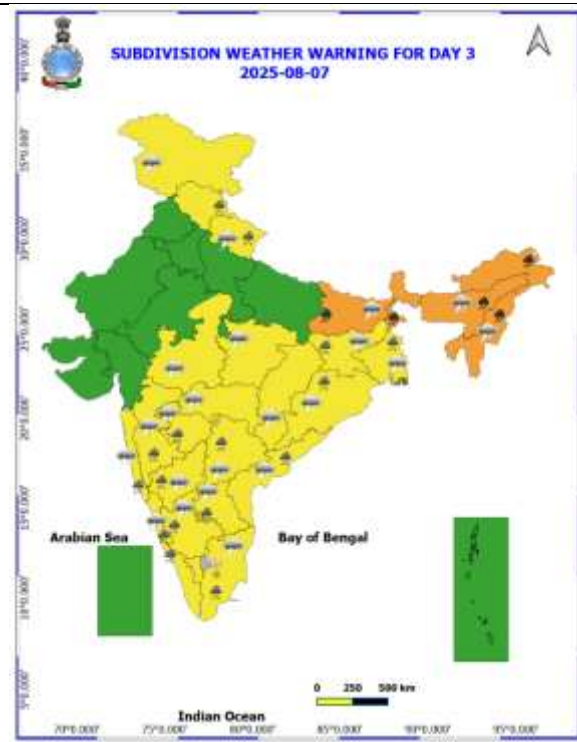 SUBDIVISION WEATHER WARNING FOR DAY 3
2025-08-07
Arabian Sea
Bay of Bengal
0 250 500 km
Indian Ocean
70°0.000' 75°0.000' 80°0.000' 85°0.000' 90°0.000' 95°0.000'